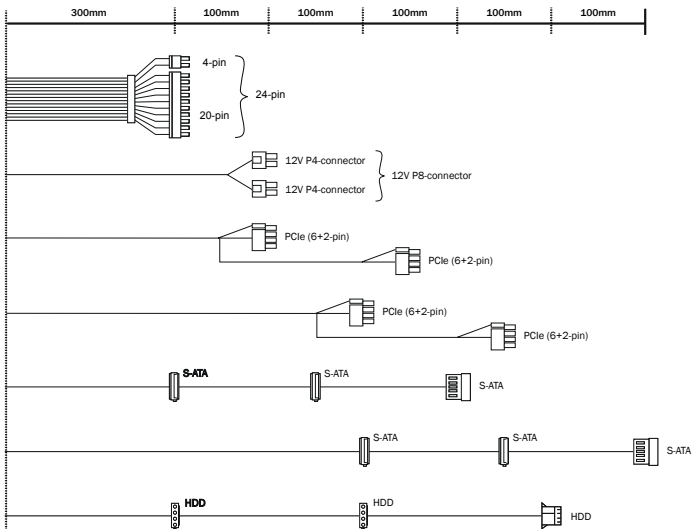 300mm 100mm 100mm 100mm 100mm 100mm
4-pin
24-pin
20-pin
12V P4-connector
12V P8-connector
12V P4-connector
PCIe (6+2-pin)
PCIe (6+2-pin)
PCIe (6+2-pin)
PCIe (6+2-pin)
S-ATA S-ATA S-ATA
S-ATA S-ATA S-ATA
HDD HDD HDD